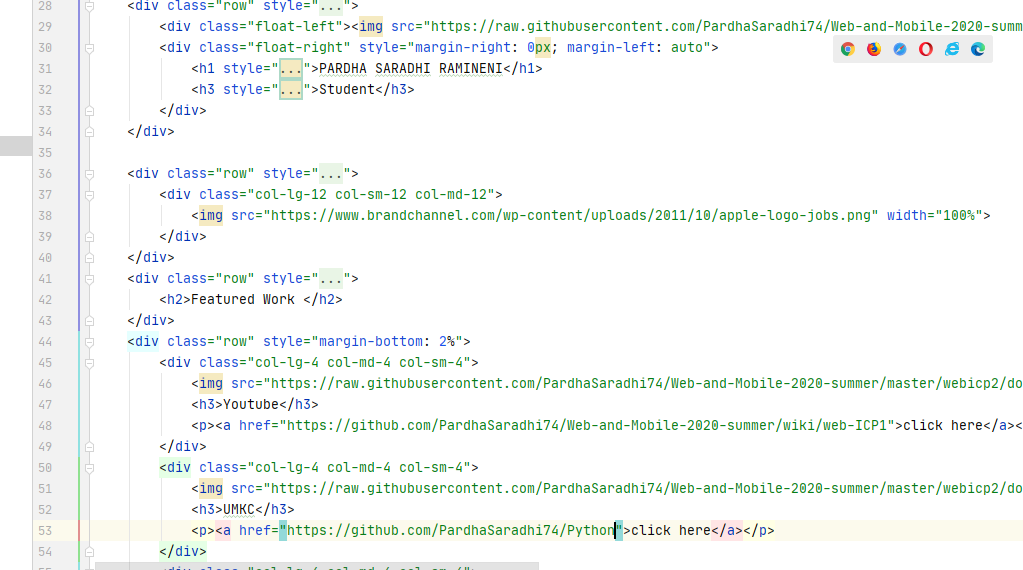 28 <div class="row" style="...">
29 <div class="float-left"><img src="https://raw.githubusercontent.com/PardhaSaradhi74/Web-and-Mobile-2020-summ
30 <div class="float-right" style="margin-right: 0px; margin-left: auto">
31 <h1 style="...">PARDHA SARADHI RAMINENI</h1>
32 <h3 style="...">Student</h3>
33 </div>
34 </div>
35
36 <div class="row" style="...">
37 <div class="col-lg-12 col-sm-12 col-md-12">
38 <img src="https://www.brandchannel.com/wp-content/uploads/2011/10/apple-logo-jobs.png" width="100%">
39 </div>
40 </div>
41 <div class="row" style="...">
42 <h2>Featured Work </h2>
43 </div>
44 <div class="row" style="margin-bottom: 2%">
45 <div class="col-lg-4 col-md-4 col-sm-4">
46 <img src="https://raw.githubusercontent.com/PardhaSaradhi74/Web-and-Mobile-2020-summer/master/webicp2/do
47 <h3>Youtube</h3>
48 <p><a href="https://github.com/PardhaSaradhi74/Web-and-Mobile-2020-summer/wiki/web-ICP1">click here</a><
49 </div>
50 <div class="col-lg-4 col-md-4 col-sm-4">
51 <img src="https://raw.githubusercontent.com/PardhaSaradhi74/Web-and-Mobile-2020-summer/master/webicp2/do
52 <h3>UMKC</h3>
53 <p><a href="https://github.com/PardhaSaradhi74/Python">click here</a></p>
54 </div>